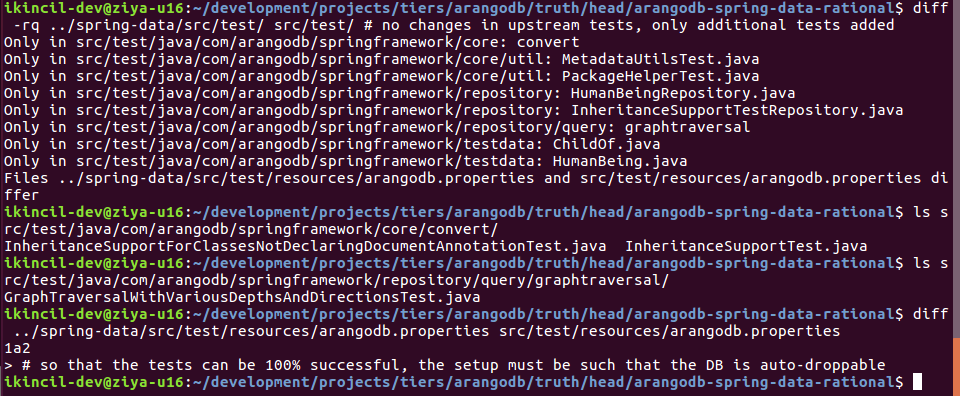 ikincil-dev@ziya-u16:~/development/projects/tiers/arangodb/truth/head/arangodb-spring-data-rational$ diff
 -rq ../spring-data/src/test/ src/test/ # no changes in upstream tests, only additional tests added
Only in src/test/java/com/arangodb/springframework/core: convert
Only in src/test/java/com/arangodb/springframework/core/util: MetadataUtilsTest.java
Only in src/test/java/com/arangodb/springframework/core/util: PackageHelperTest.java
Only in src/test/java/com/arangodb/springframework/repository: HumanBeingRepository.java
Only in src/test/java/com/arangodb/springframework/repository: InheritanceSupportTestRepository.java
Only in src/test/java/com/arangodb/springframework/repository/query: graphtraversal
Only in src/test/java/com/arangodb/springframework/testdata: ChildOf.java
Only in src/test/java/com/arangodb/springframework/testdata: HumanBeing.java
Files ../spring-data/src/test/resources/arangodb.properties and src/test/resources/arangodb.properties di
ffer
ikincil-dev@ziya-u16:~/development/projects/tiers/arangodb/truth/head/arangodb-spring-data-rational$ ls s
rc/test/java/com/arangodb/springframework/core/convert/
InheritanceSupportForClassesNotDeclaringDocumentAnnotationTest.java  InheritanceSupportTest.java
ikincil-dev@ziya-u16:~/development/projects/tiers/arangodb/truth/head/arangodb-spring-data-rational$ ls s
rc/test/java/com/arangodb/springframework/repository/query/graphtraversal/
GraphTraversalWithVariousDepthsAndDirectionsTest.java
ikincil-dev@ziya-u16:~/development/projects/tiers/arangodb/truth/head/arangodb-spring-data-rational$ diff
 ../spring-data/src/test/resources/arangodb.properties src/test/resources/arangodb.properties
1a2
> # so that the tests can be 100% successful, the setup must be such that the DB is auto-droppable
ikincil-dev@ziya-u16:~/development/projects/tiers/arangodb/truth/head/arangodb-spring-data-rational$